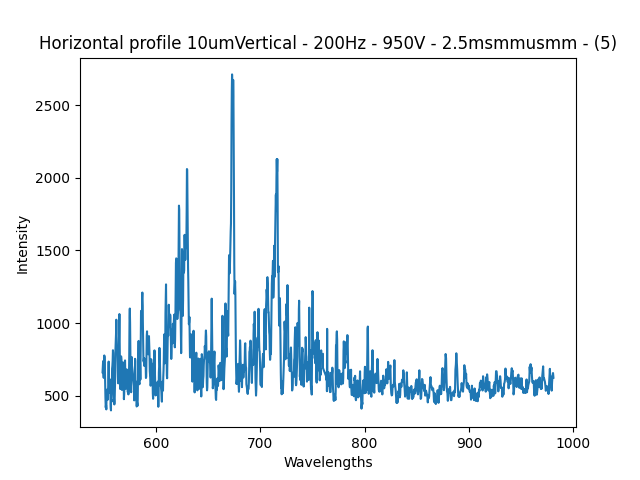 Horizontal profile 10umVertical - 200Hz - 950V - 2.5msmmusmm - (5)
Intensity
2500
2000
1500
1000
500
600 700 800 900 1000
Wavelengths